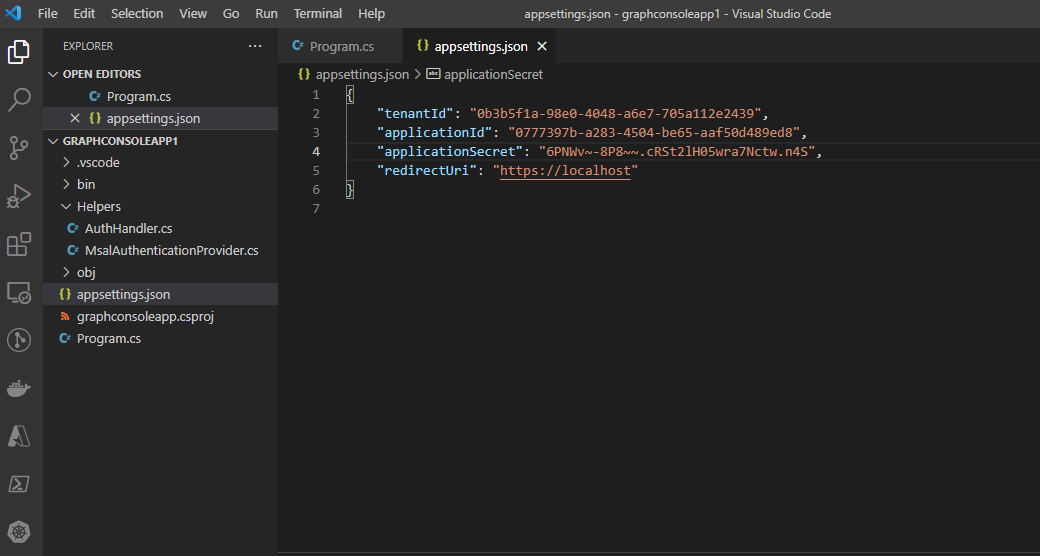 File Edit Selection View Go Run Terminal Help appsettings.json - graphconsoleapp1 - Visual Studio Code
EXPLORER ···
OPEN EDITORS
C# Program.cs
{} appsettings.json
GRAPHCONSOLEAPP1
.vscode
bin
Helpers
C# AuthHandler.cs
C# MsalAuthenticationProvider.cs
obj
{} appsettings.json
graphconsoleapp.csproj
C# Program.cs
C# Program.cs {} appsettings.json
{} appsettings.json > abc applicationSecret
1 {
2 "tenantId": "0b3b5f1a-98e0-4048-a6e7-705a112e2439",
3 "applicationId": "0777397b-a283-4504-be65-aaf50d489ed8",
4 "applicationSecret": "6PNWv~-8P8~~.cRSt2lH05wra7Nctw.n4S",
5 "redirectUri": "https://localhost"
6 }
7